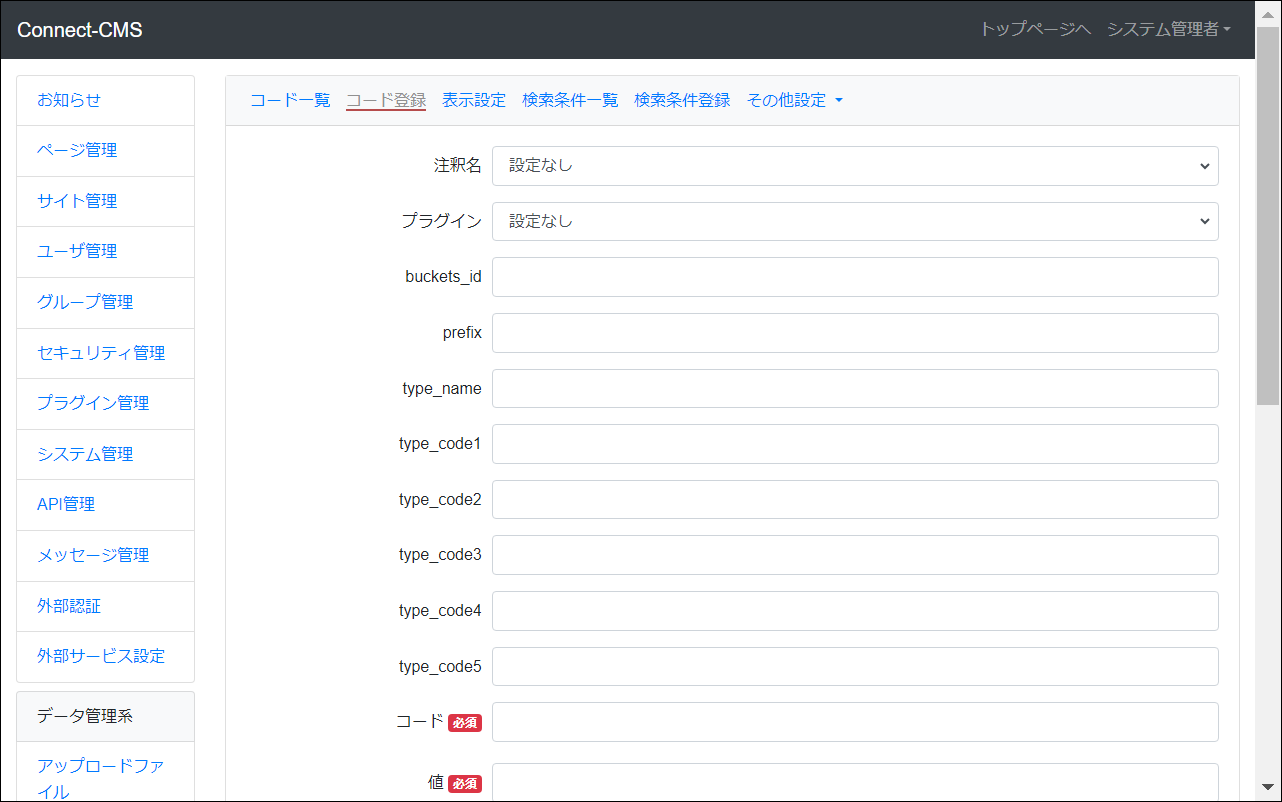 Connect-CMS
トップページへ システム管理者
お知らせ
ページ管理
サイト管理
ユーザ管理
グループ管理
セキュリティ管理
プラグイン管理
システム管理
API管理
メッセージ管理
外部認証
外部サービス設定
データ管理系
アップロードファ
イル
コード一覧 コード登録 表示設定 検索条件一覧 検索条件登録 その他設定
注釈名 設定なし
プラグイン 設定なし
buckets_id
prefix
type_name
type_code1
type_code2
type_code3
type_code4
type_code5
コード 必須
値 必須